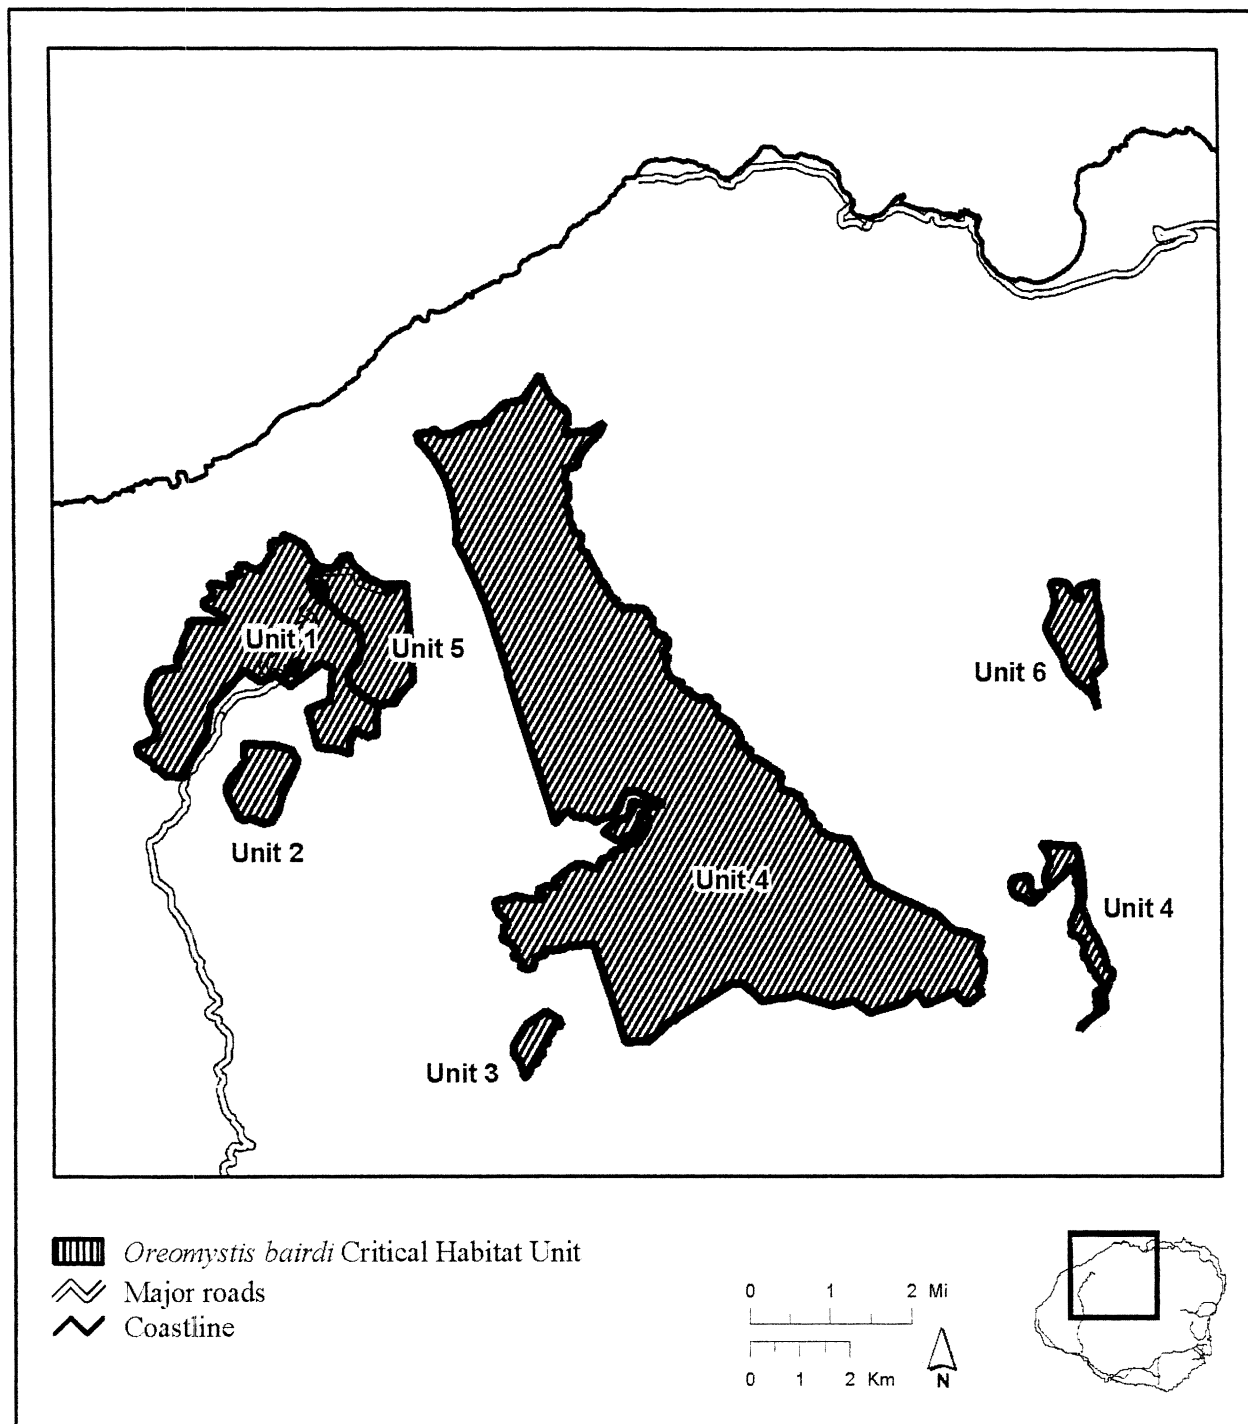 Unit 1
Unit 5
Unit 6
Unit 2
Unit 4
Unit 4
Unit 3
Oreomystis bairdi Critical Habitat Unit
Major roads
Coastline
0 1 2 Mi
0 1 2 Km
N